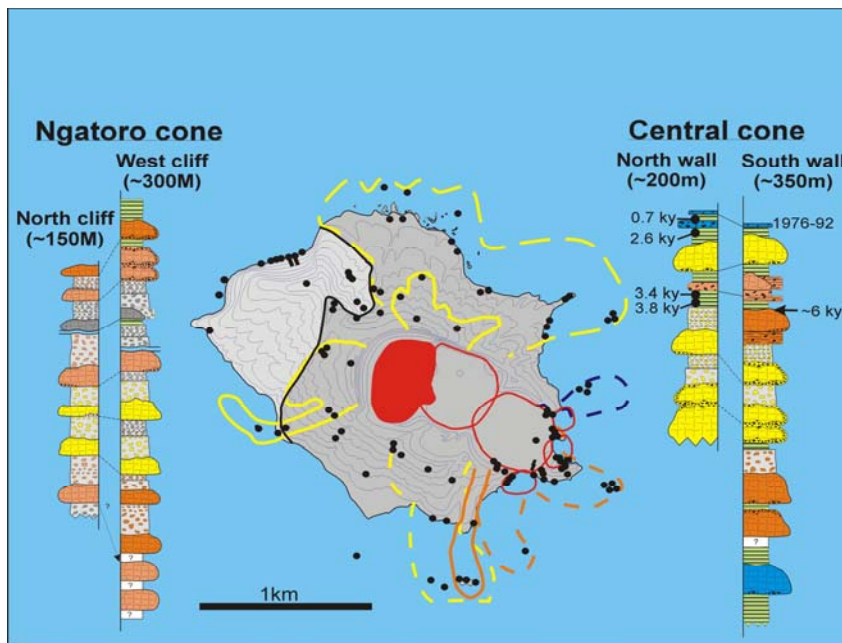 Ngatoro cone
West cliff
(~300M)
North cliff
(~150M)
?
?
?
?
1km
Central cone
North wall
(~200m)
South wall
(~350m)
0.7 ky
2.6 ky
3.4 ky
3.8 ky
1976-92
~6 ky
?